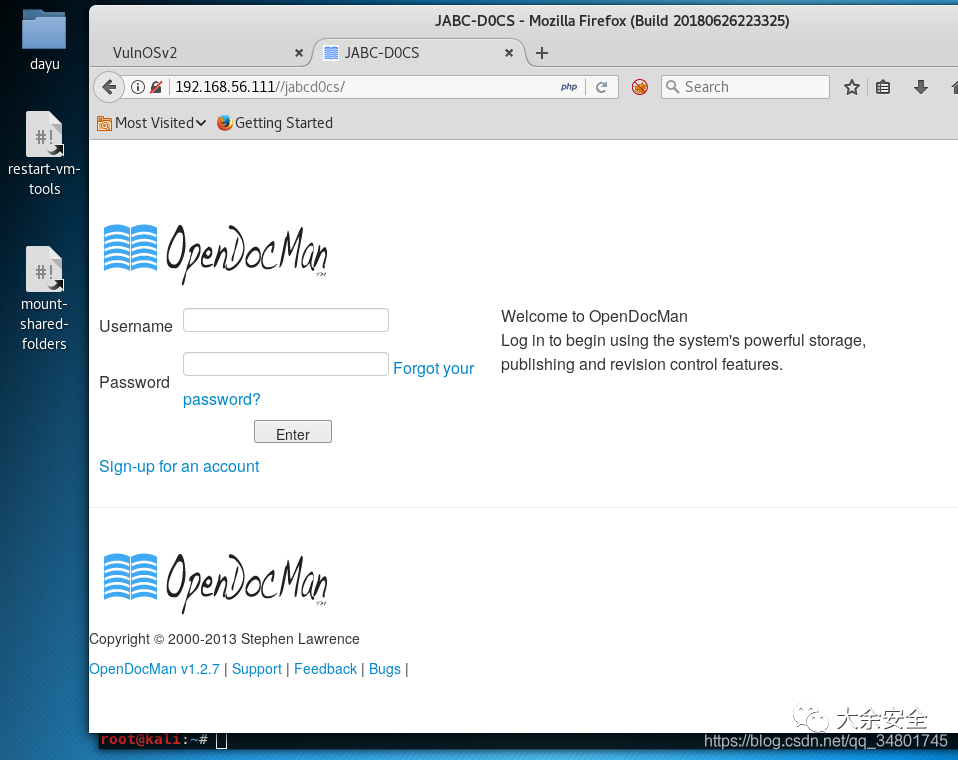 dayu
restart-vm-
tools
mount-
shared-
folders
JABC-D0CS - Mozilla Firefox (Build 20180626223325)
VulnOSv2
JABC-D0CS
192.168.56.111//jabcd0cs/
php
Search
Most Visited
Getting Started
OpenDocMan™
Username
Password
Forgot your
password?
Enter
Sign-up for an account
Welcome to OpenDocMan
Log in to begin using the system's powerful storage,
publishing and revision control features.
OpenDocMan™
Copyright © 2000-2013 Stephen Lawrence
OpenDocMan v1.2.7 | Support | Feedback | Bugs |
大余安全
root@kali:~#
https://blog.csdn.net/qq_34801745
#!
#!